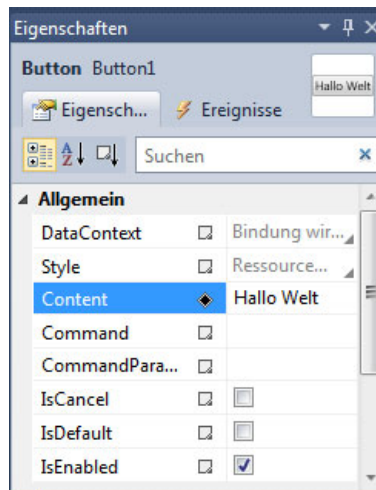 Eigenschaften
Button Button1
Hallo Welt
Eigensch... Ereignisse
A
Z
Suchen
Allgemein
DataContext Bindung wir...
Style Ressource...
Content Hallo Welt
Command
CommandPara...
IsCancel
IsDefault
IsEnabled